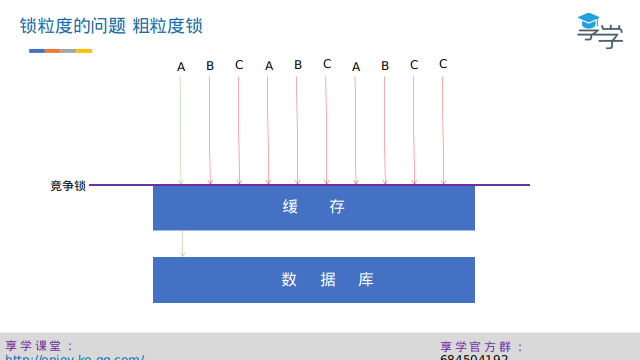 锁粒度的问题 粗粒度锁
享学
A B C A B C A B C C
竞争锁
缓 存
数 据 库
享学课堂：
http://enjoy.ke.qq.com/
享学官方群：
684504192